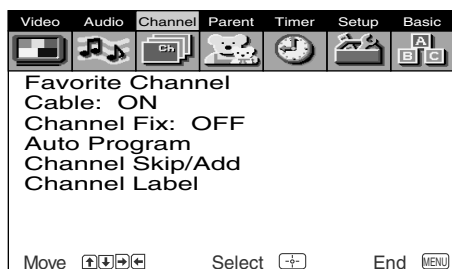 Video Audio Channel Parent Timer Setup Basic
Ch A B C
Favorite Channel
Cable: ON
Channel Fix: OFF
Auto Program
Channel Skip/Add
Channel Label
Move Select End MENU